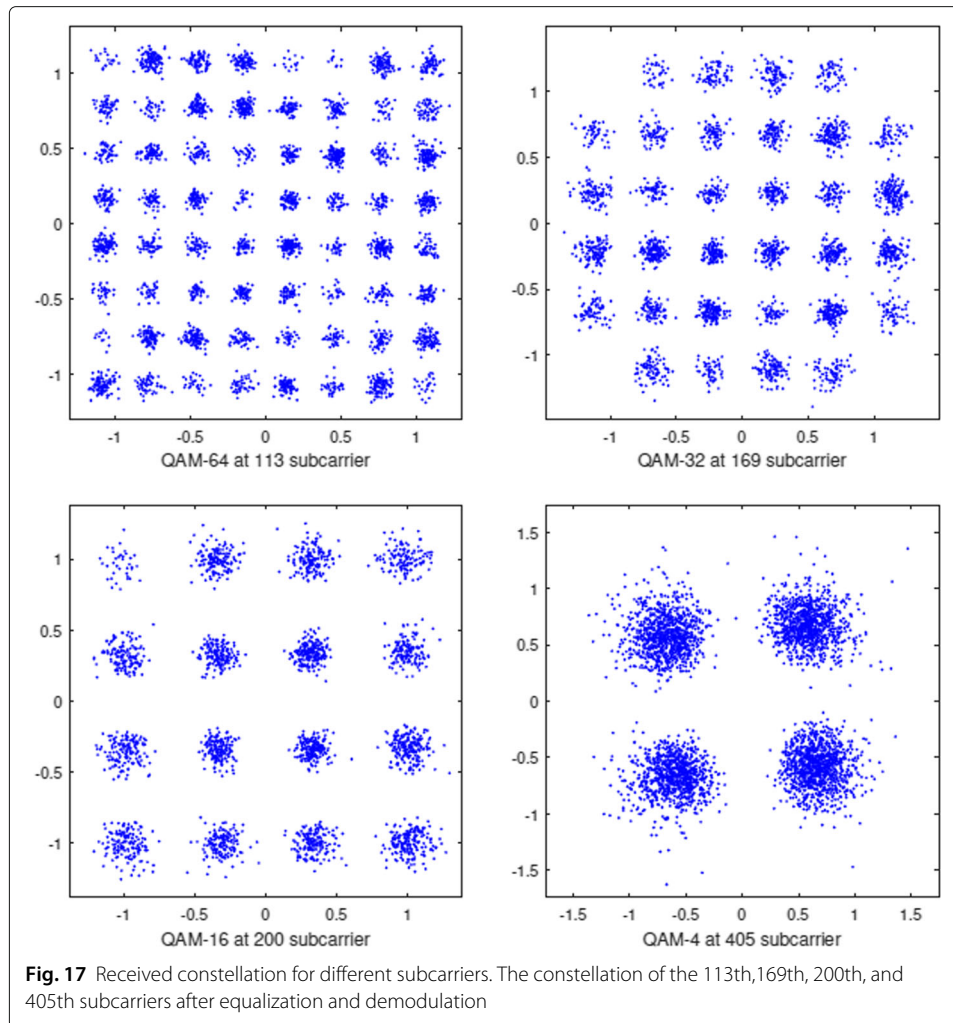 1
0.5
0
-0.5
-1
-1 -0.5 0 0.5 1
QAM-64 at 113 subcarrier
1
0.5
0
-0.5
-1
-1 -0.5 0 0.5 1
QAM-32 at 169 subcarrier
1
0.5
0
-0.5
-1
-1 -0.5 0 0.5 1
QAM-16 at 200 subcarrier
1.5
1
0.5
0
-0.5
-1
-1.5
-1.5 -1 -0.5 0 0.5 1 1.5
QAM-4 at 405 subcarrier
Fig. 17 Received constellation for different subcarriers. The constellation of the 113th,169th, 200th, and
405th subcarriers after equalization and demodulation